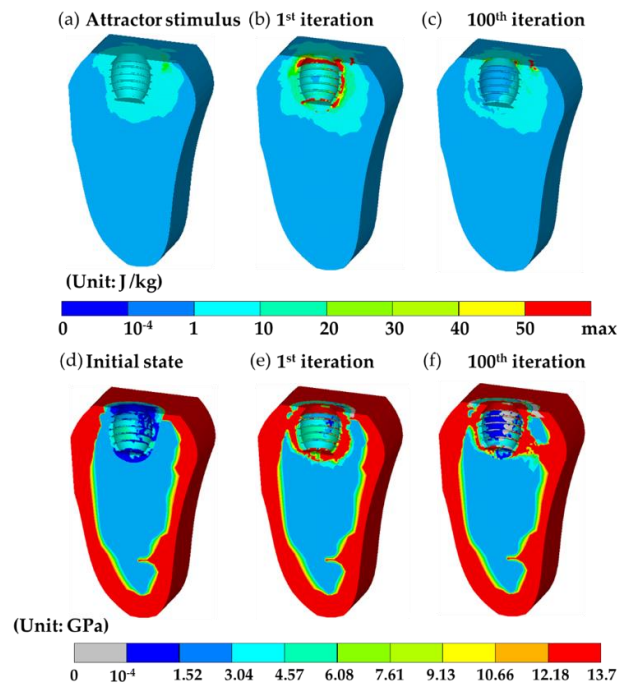 (a) Attractor stimulus (b) 1st iteration (c) 100th iteration
(Unit: J/kg)
0 10-4 1 10 20 30 40 50 max
(d) Initial state (e) 1st iteration (f) 100th iteration
(Unit: GPa)
0 10-4 1.52 3.04 4.57 6.08 7.61 9.13 10.66 12.18 13.7